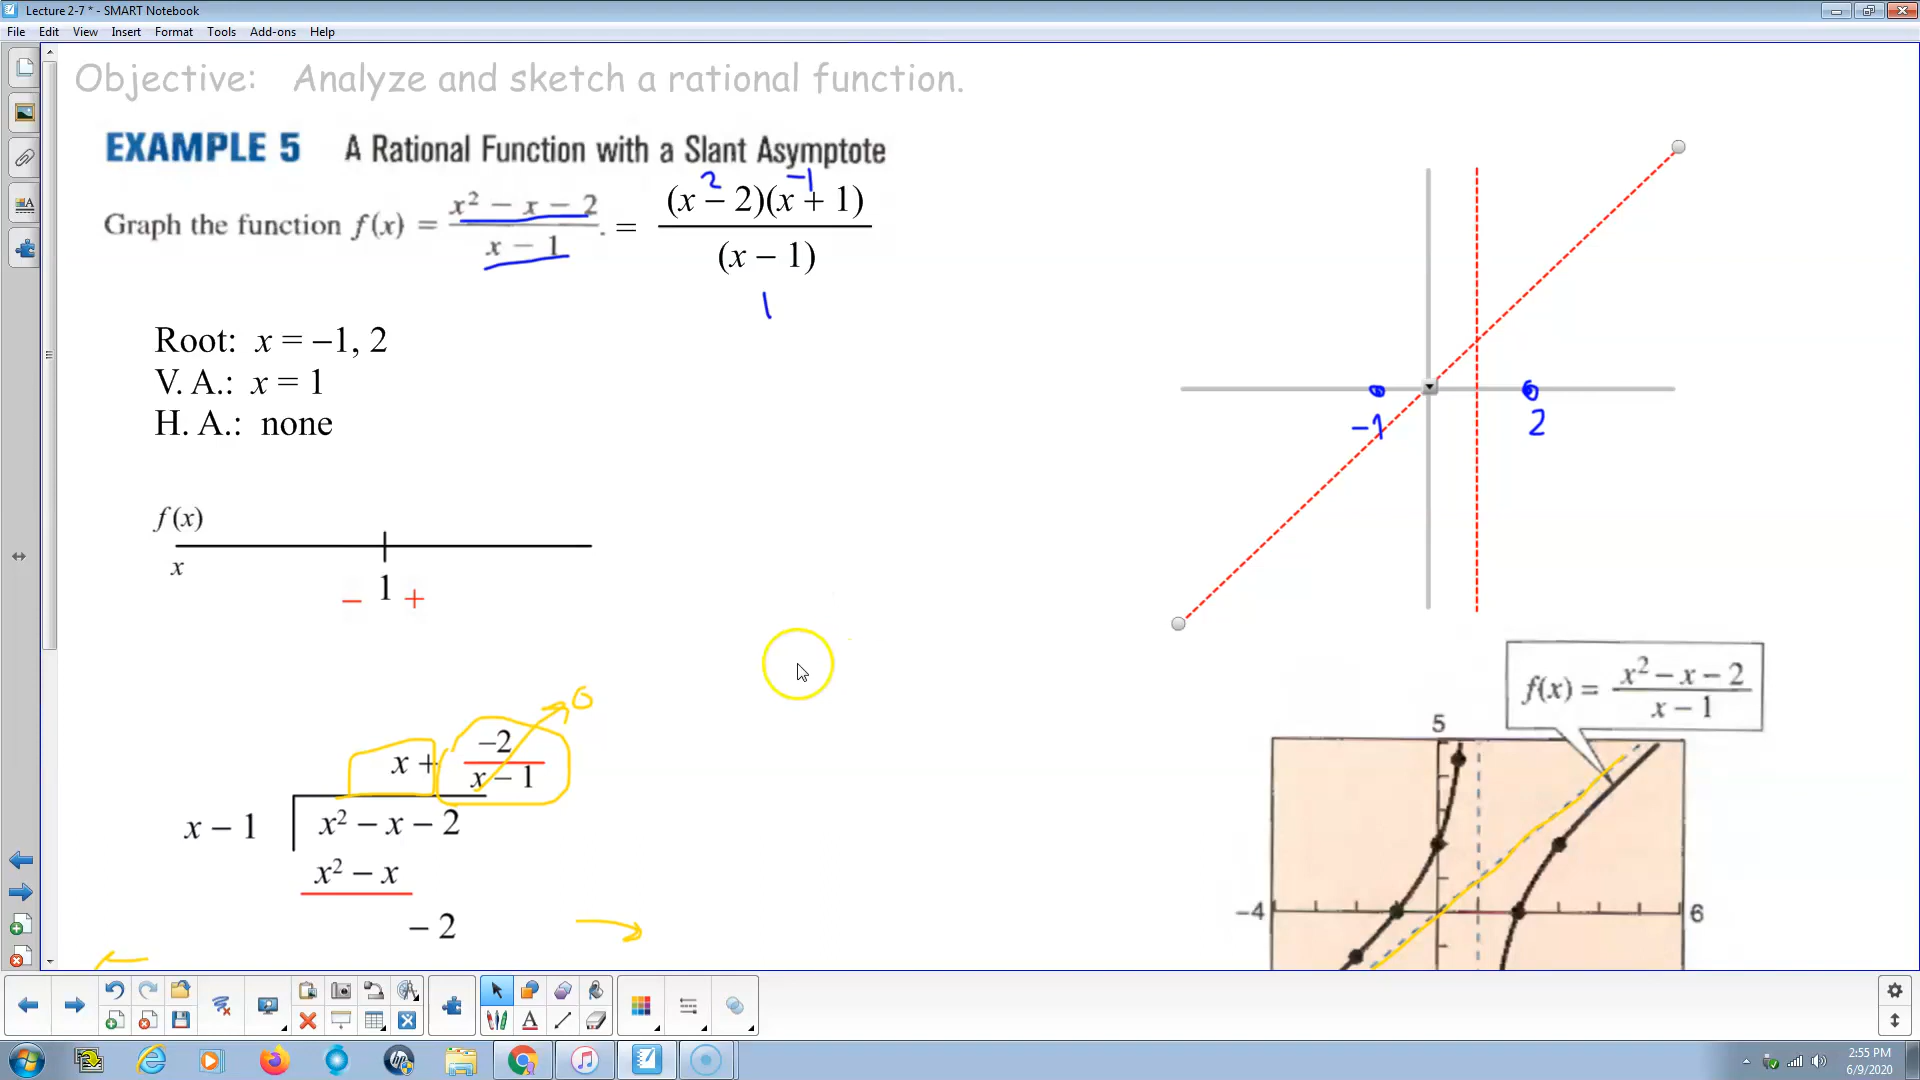 Lecture 2-7 * - SMART Notebook
File Edit View Insert Format Tools Add-ons Help
Objective: Analyze and sketch a rational function.
EXAMPLE 5 A Rational Function with a Slant Asymptote
2 -1
Graph the function f(x) = x² − x − 2 / x − 1 . = (x − 2)(x + 1) / (x − 1)
1
Root: x = −1, 2
V. A.: x = 1
H. A.: none
-1 2
f(x)
x
− 1 +
0
x + −2 / x − 1
x − 1 x² − x − 2
x² − x
− 2
f(x) = x² − x − 2 / x − 1
5
−4 6
A
2:55 PM
6/9/2020